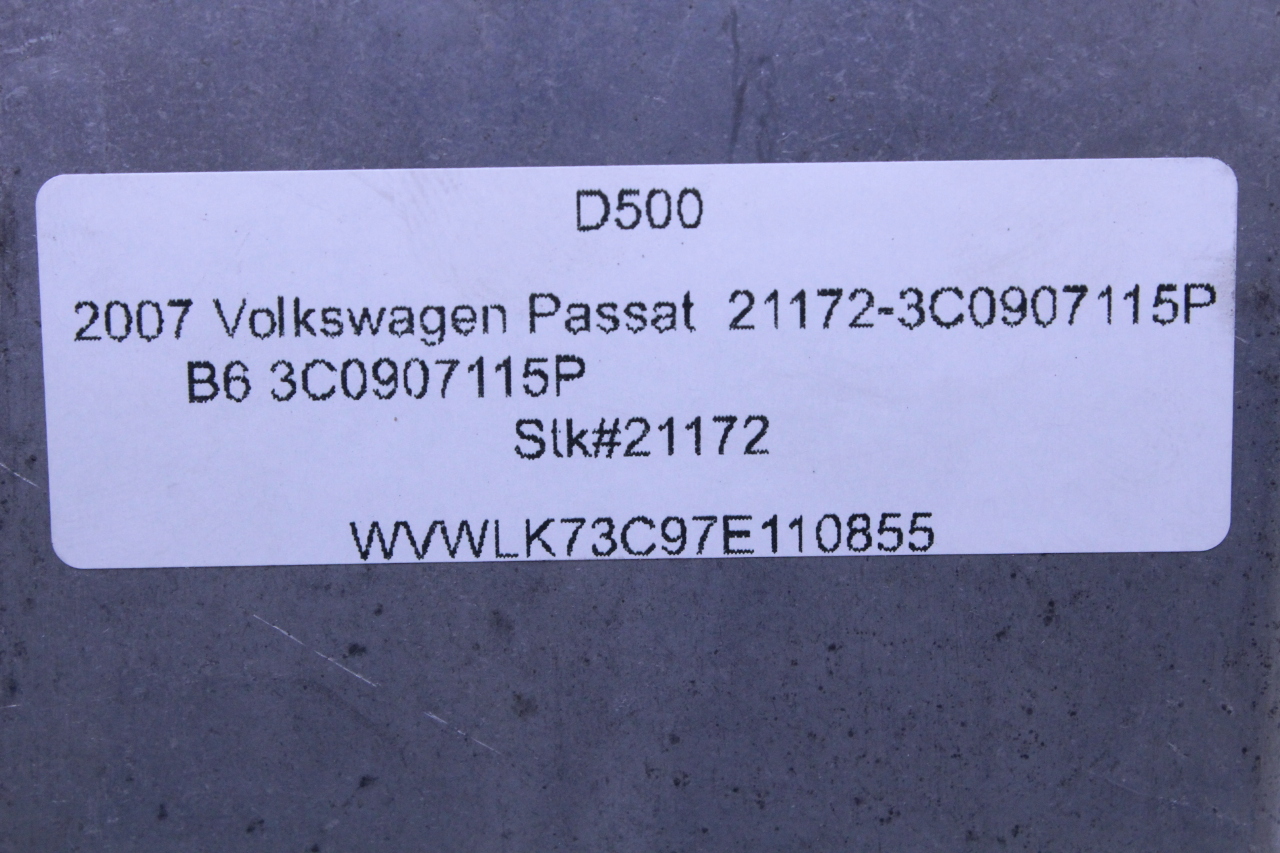 D500
2007 Volkswagen Passat 21172-3C0907115P
B6 3C0907115P
Stk#21172
WVWLK73C97E110855